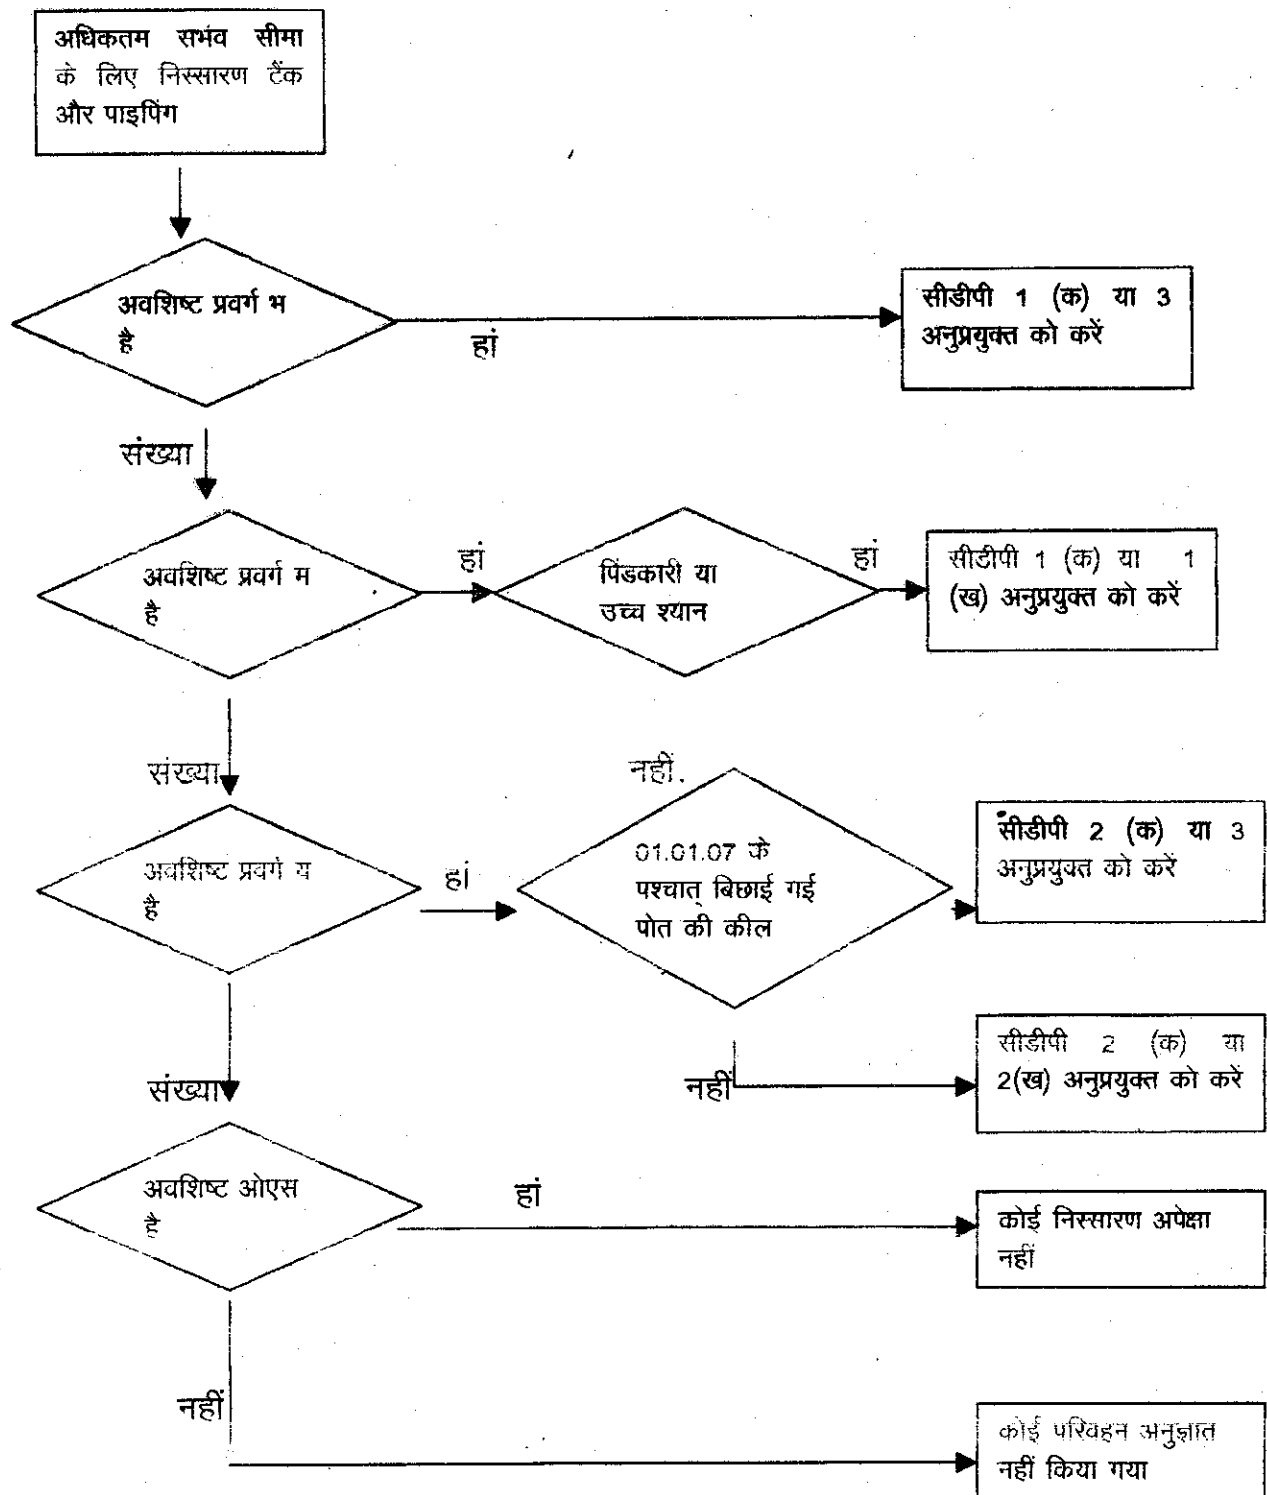 अधिकतम सभंव सीमा
के लिए निस्सारण टैंक
और पाइपिंग
अवशिष्ट प्रवर्ग भ
है
हां
सीडीपी 1 (क) या 3
अनुप्रयुक्त को करें
संख्या
अवशिष्ट प्रवर्ग म
है
हां
पिंडकारी या
उच्च श्यान
हां
सीडीपी 1 (क) या 1
(ख) अनुप्रयुक्त को करें
संख्या
नहीं.
अवशिष्ट प्रवर्ग य
है
हां
01.01.07 के
पश्चात् बिछाई गई
पोत की कील
सीडीपी 2 (क) या 3
अनुप्रयुक्त को करें
संख्या
नहीं
सीडीपी 2 (क) या
2(ख) अनुप्रयुक्त को करें
अवशिष्ट ओएस
है
हां
कोई निस्सारण अपेक्षा
नहीं
नहीं
कोई परिवहन अनुज्ञात
नहीं किया गया